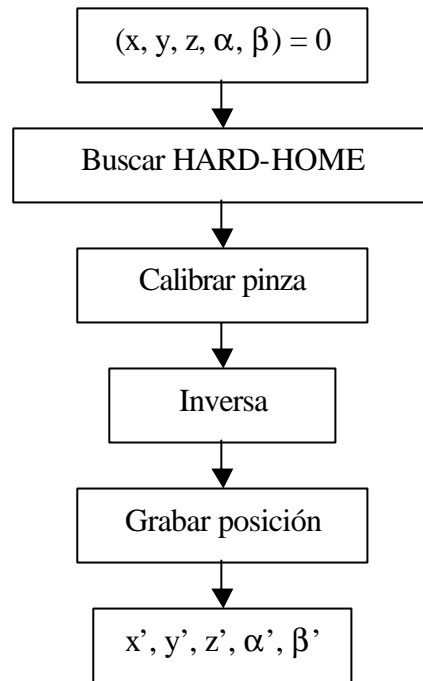 (x, y, z, α, β) = 0
Buscar HARD-HOME
Calibrar pinza
Inversa
Grabar posición
x’, y’, z’, α’, β’